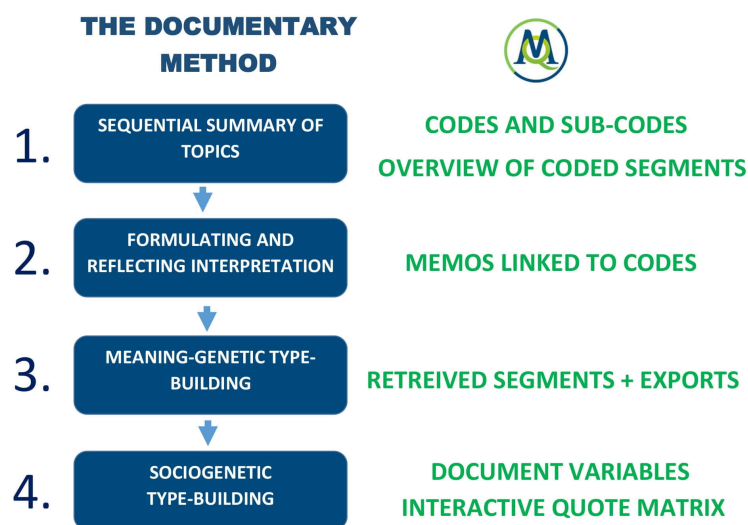 THE DOCUMENTARY
METHOD
MQ
1.
SEQUENTIAL SUMMARY OF
TOPICS
CODES AND SUB-CODES
OVERVIEW OF CODED SEGMENTS
2.
FORMULATING AND
REFLECTING INTERPRETATION
MEMOS LINKED TO CODES
3.
MEANING-GENETIC TYPE-
BUILDING
RETREIVED SEGMENTS + EXPORTS
4.
SOCIOGENETIC
TYPE-BUILDING
DOCUMENT VARIABLES
INTERACTIVE QUOTE MATRIX